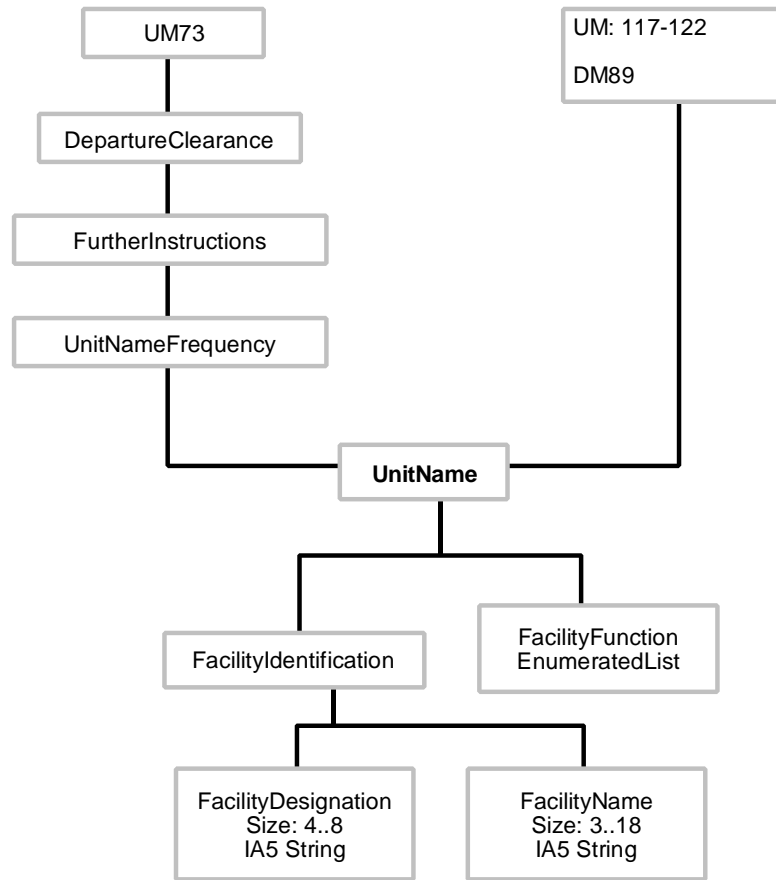 UM73
UM: 117-122
DM89
DepartureClearance
FurtherInstructions
UnitNameFrequency
UnitName
FacilityIdentification
FacilityFunction
EnumeratedList
FacilityDesignation
Size: 4..8
IA5 String
FacilityName
Size: 3..18
IA5 String